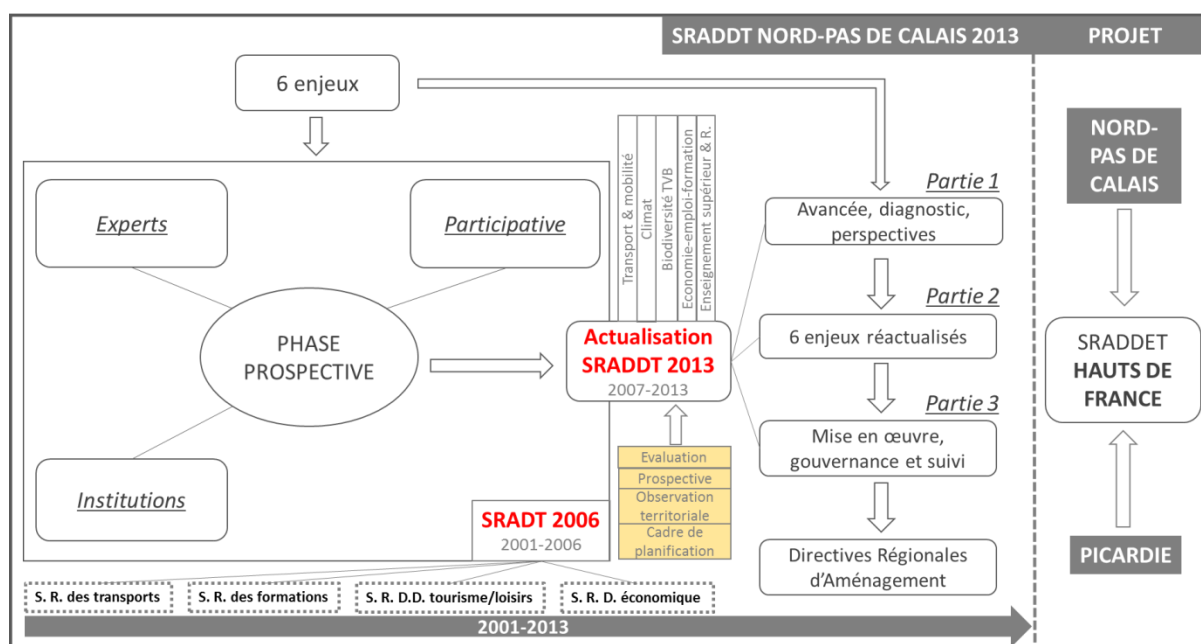 SRADDT NORD-PAS DE CALAIS 2013
PROJET
6 enjeux
Experts
Participative
PHASE
PROSPECTIVE
Institutions
SRADT 2006
2001-2006
Transport & mobilité
Climat
Biodiversité TVB
Economie-emploi-formation
Enseignement supérieur & R.
Actualisation
SRADDT 2013
2007-2013
Evaluation
Prospective
Observation
territoriale
Cadre de
planification
Partie 1
Avancée, diagnostic,
perspectives
Partie 2
6 enjeux réactualisés
Partie 3
Mise en œuvre,
gouvernance et suivi
Directives Régionales
d’Aménagement
NORD-
PAS DE
CALAIS
SRADDET
HAUTS DE
FRANCE
PICARDIE
S. R. des transports
S. R. des formations
S. R. D.D. tourisme/loisirs
S. R. D. économique
2001-2013